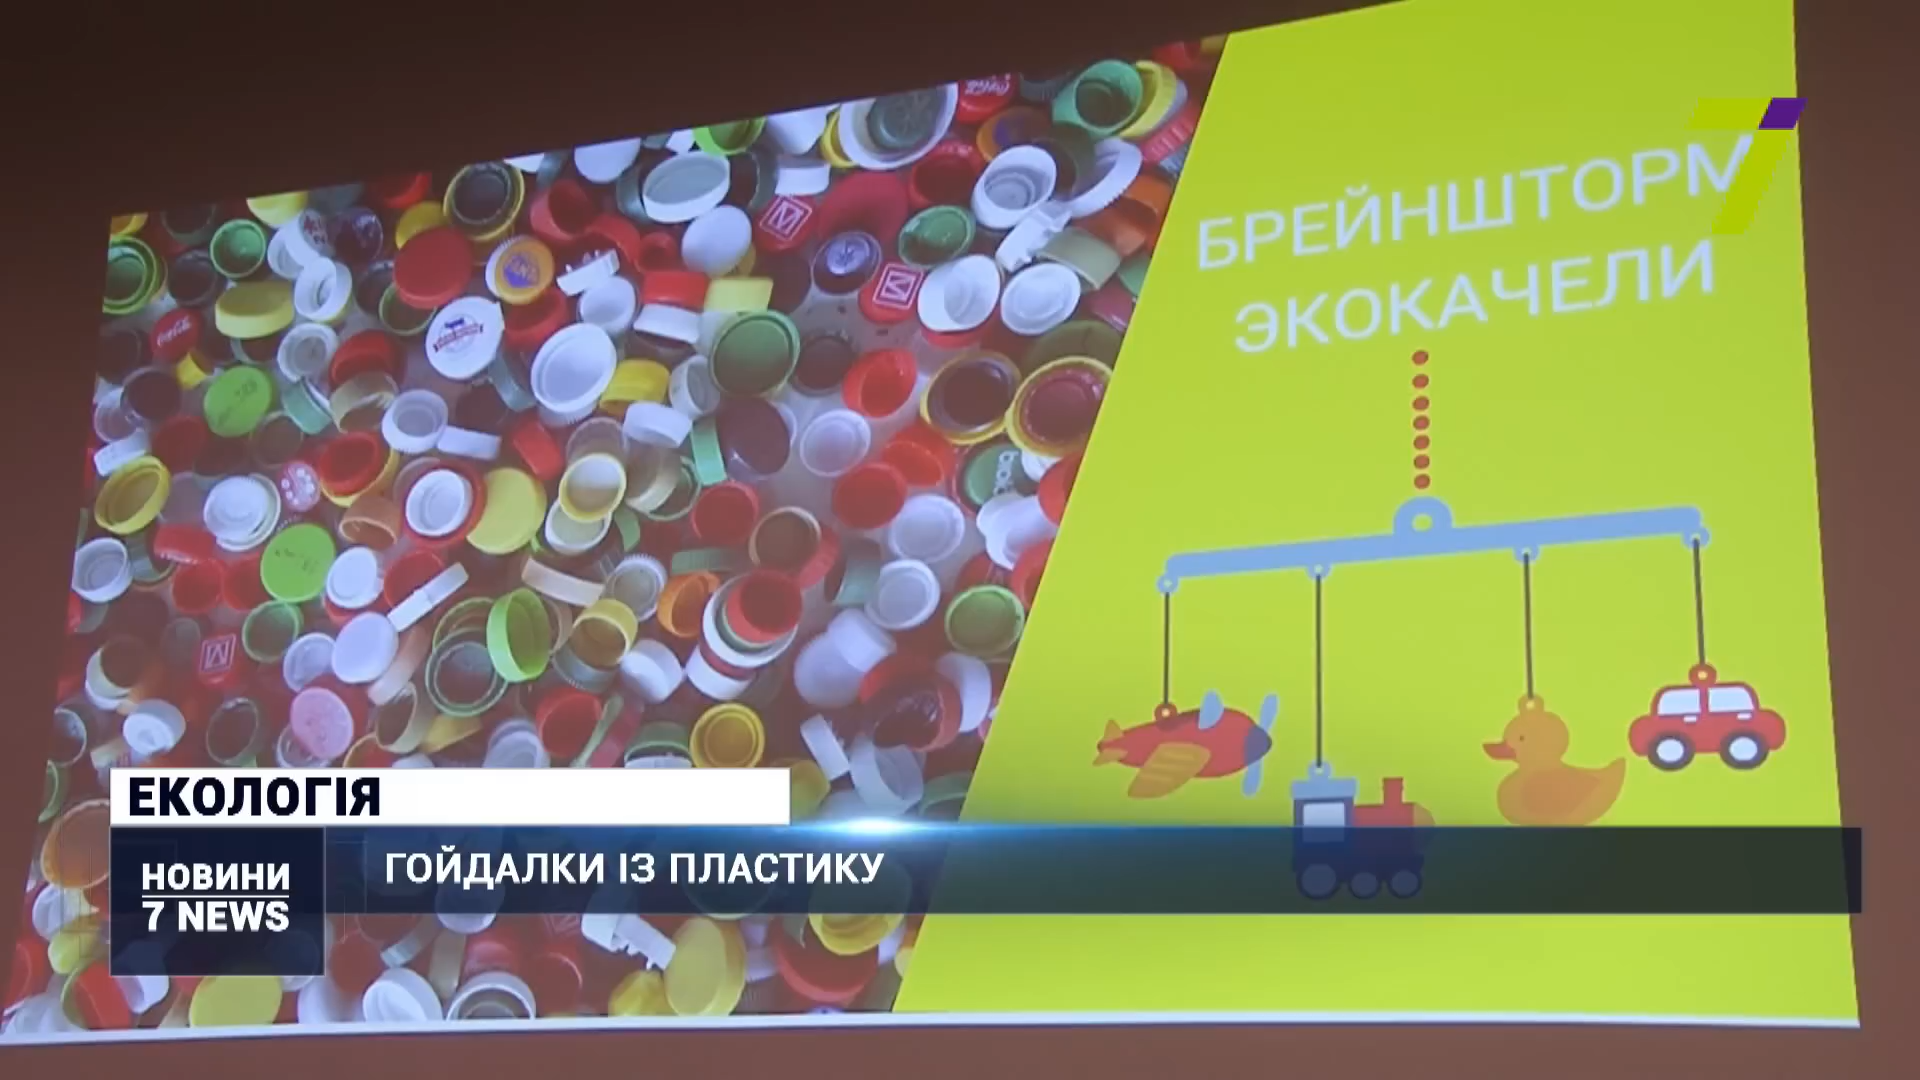 БРЕЙНШТОРМ
ЭКОКАЧЕЛИ
ЕКОЛОГІЯ
НОВИНИ
7 NEWS
ГОЙДАЛКИ ІЗ ПЛАСТИКУ